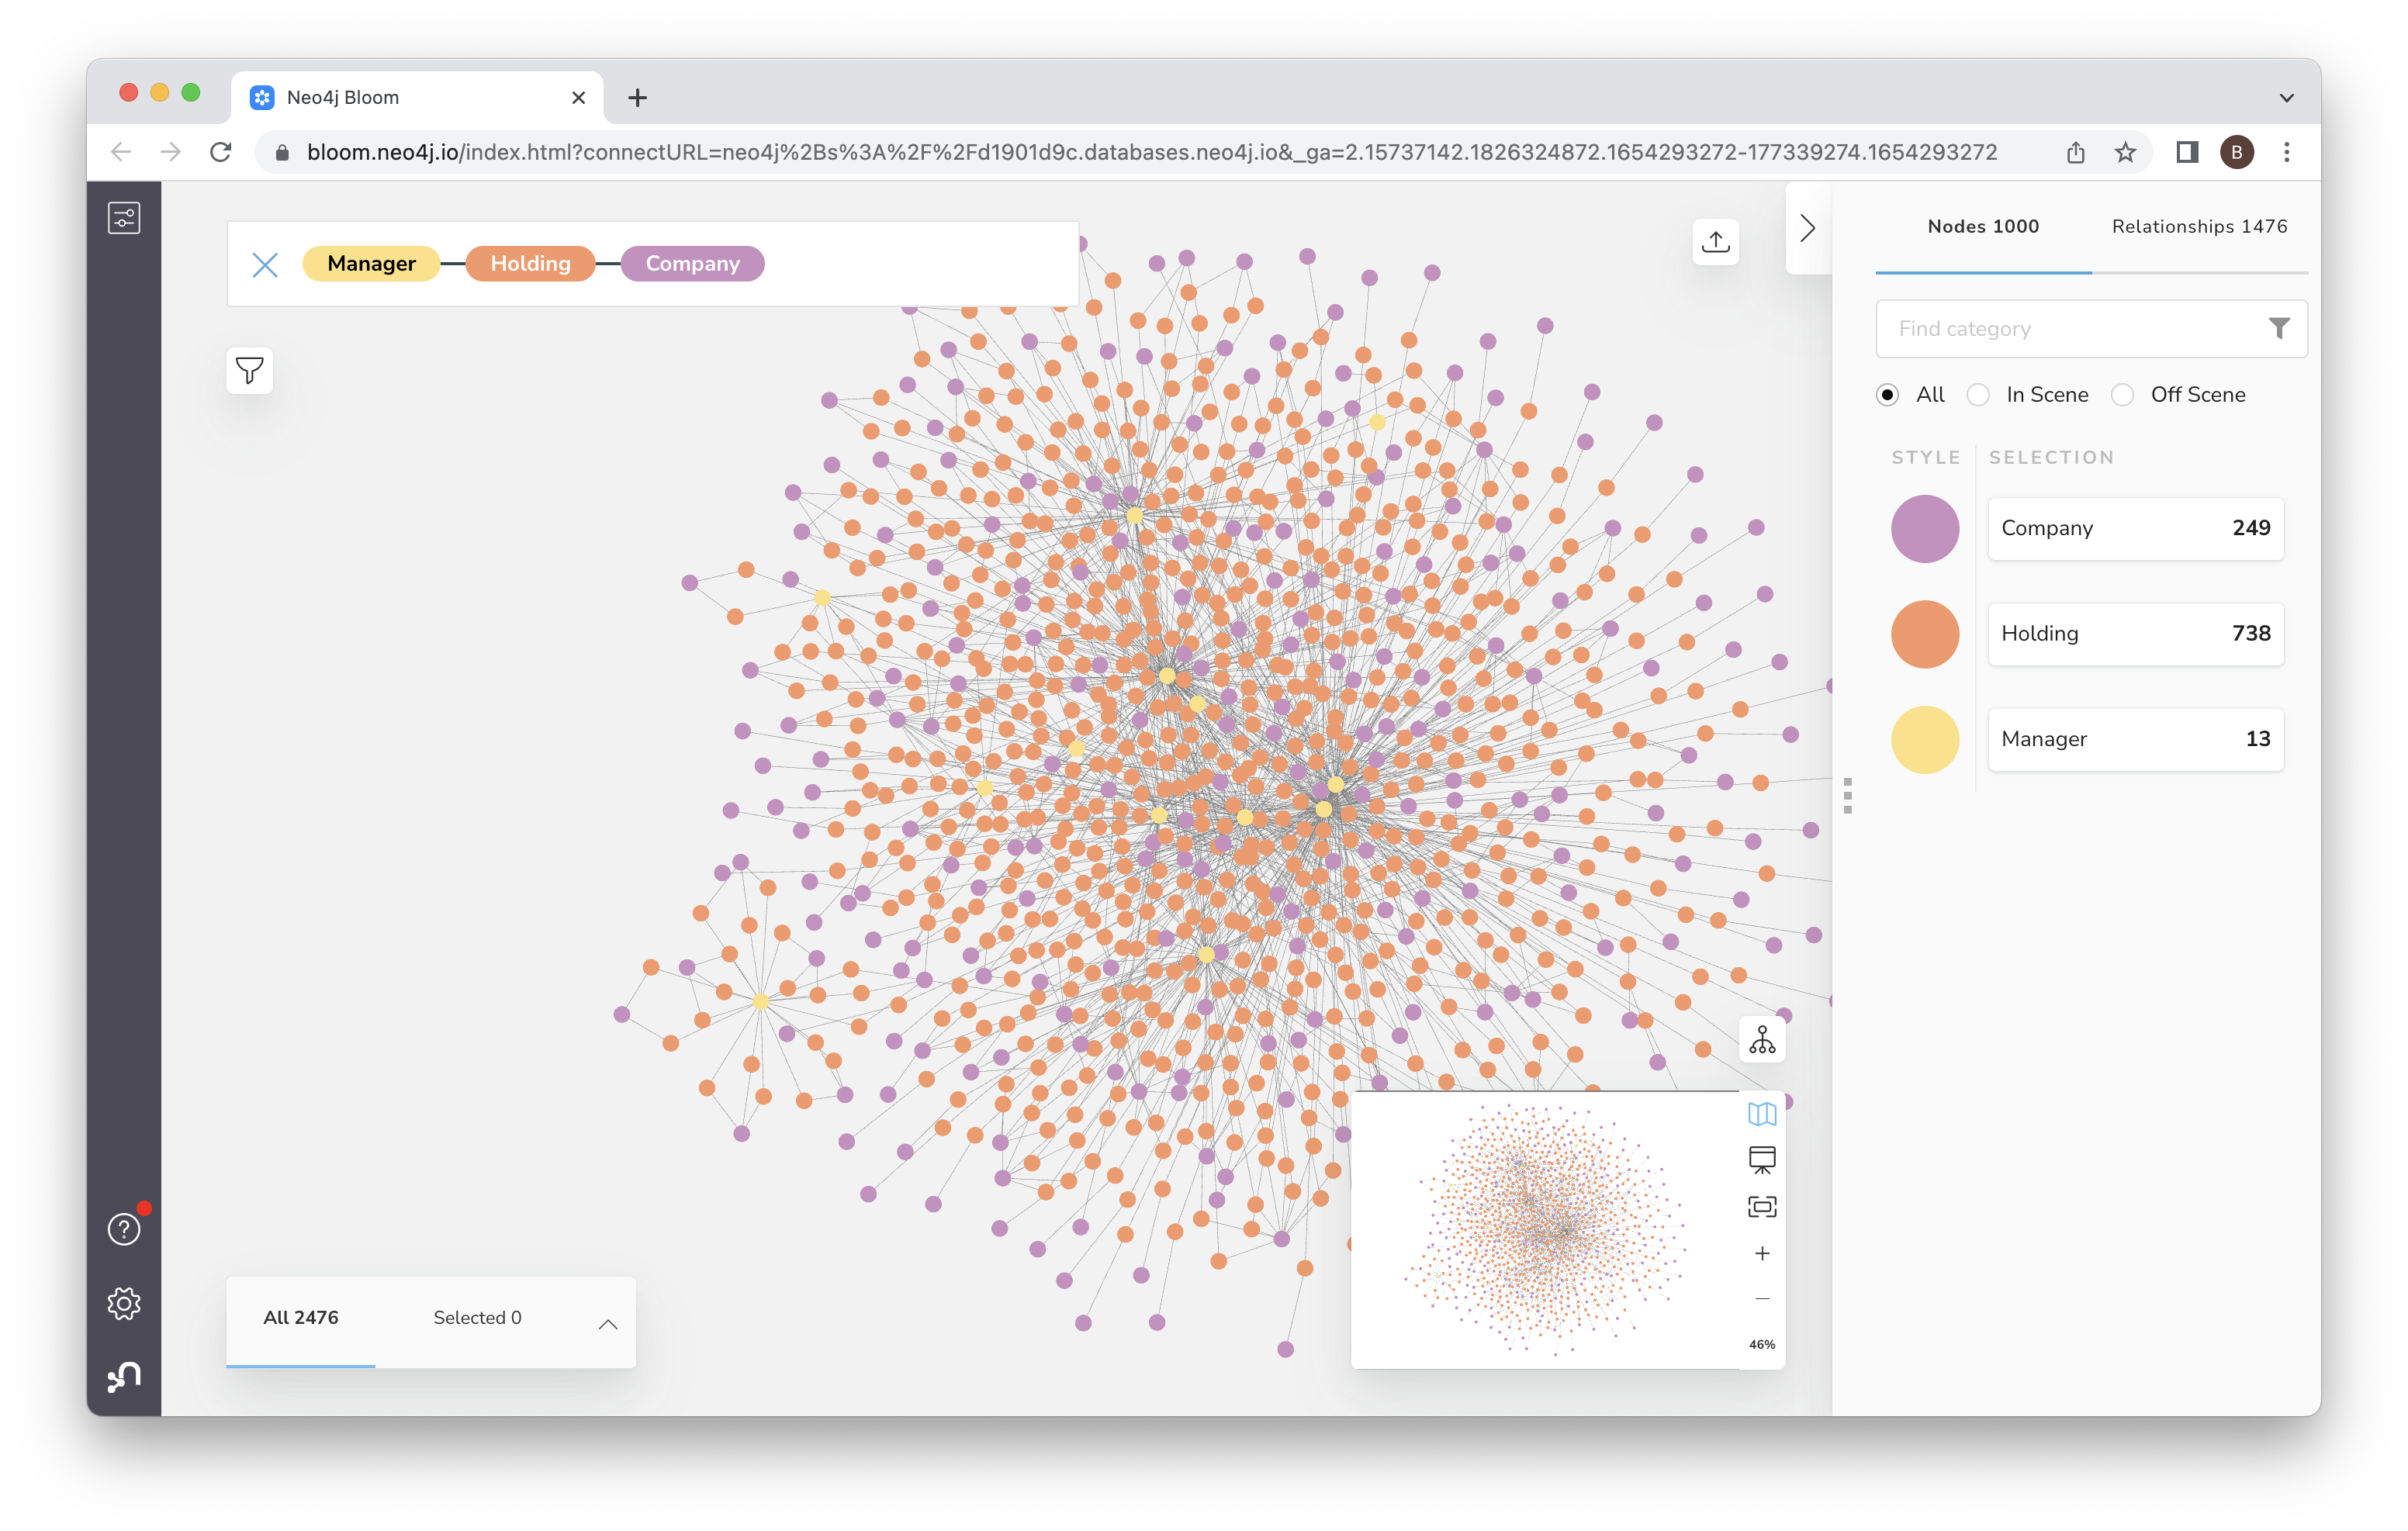 Neo4j Bloom
bloom.neo4j.io/index.html?connectURL=neo4j%2Bs%3A%2F%2Fd1901d9c.databases.neo4j.io&_ga=2.15737142.1826324872.1654293272-177339274.1654293272
B
Manager Holding Company
Nodes 1000 Relationships 1476
Find category
All In Scene Off Scene
STYLE SELECTION
Company 249
Holding 738
Manager 13
All 2476 Selected 0
46%